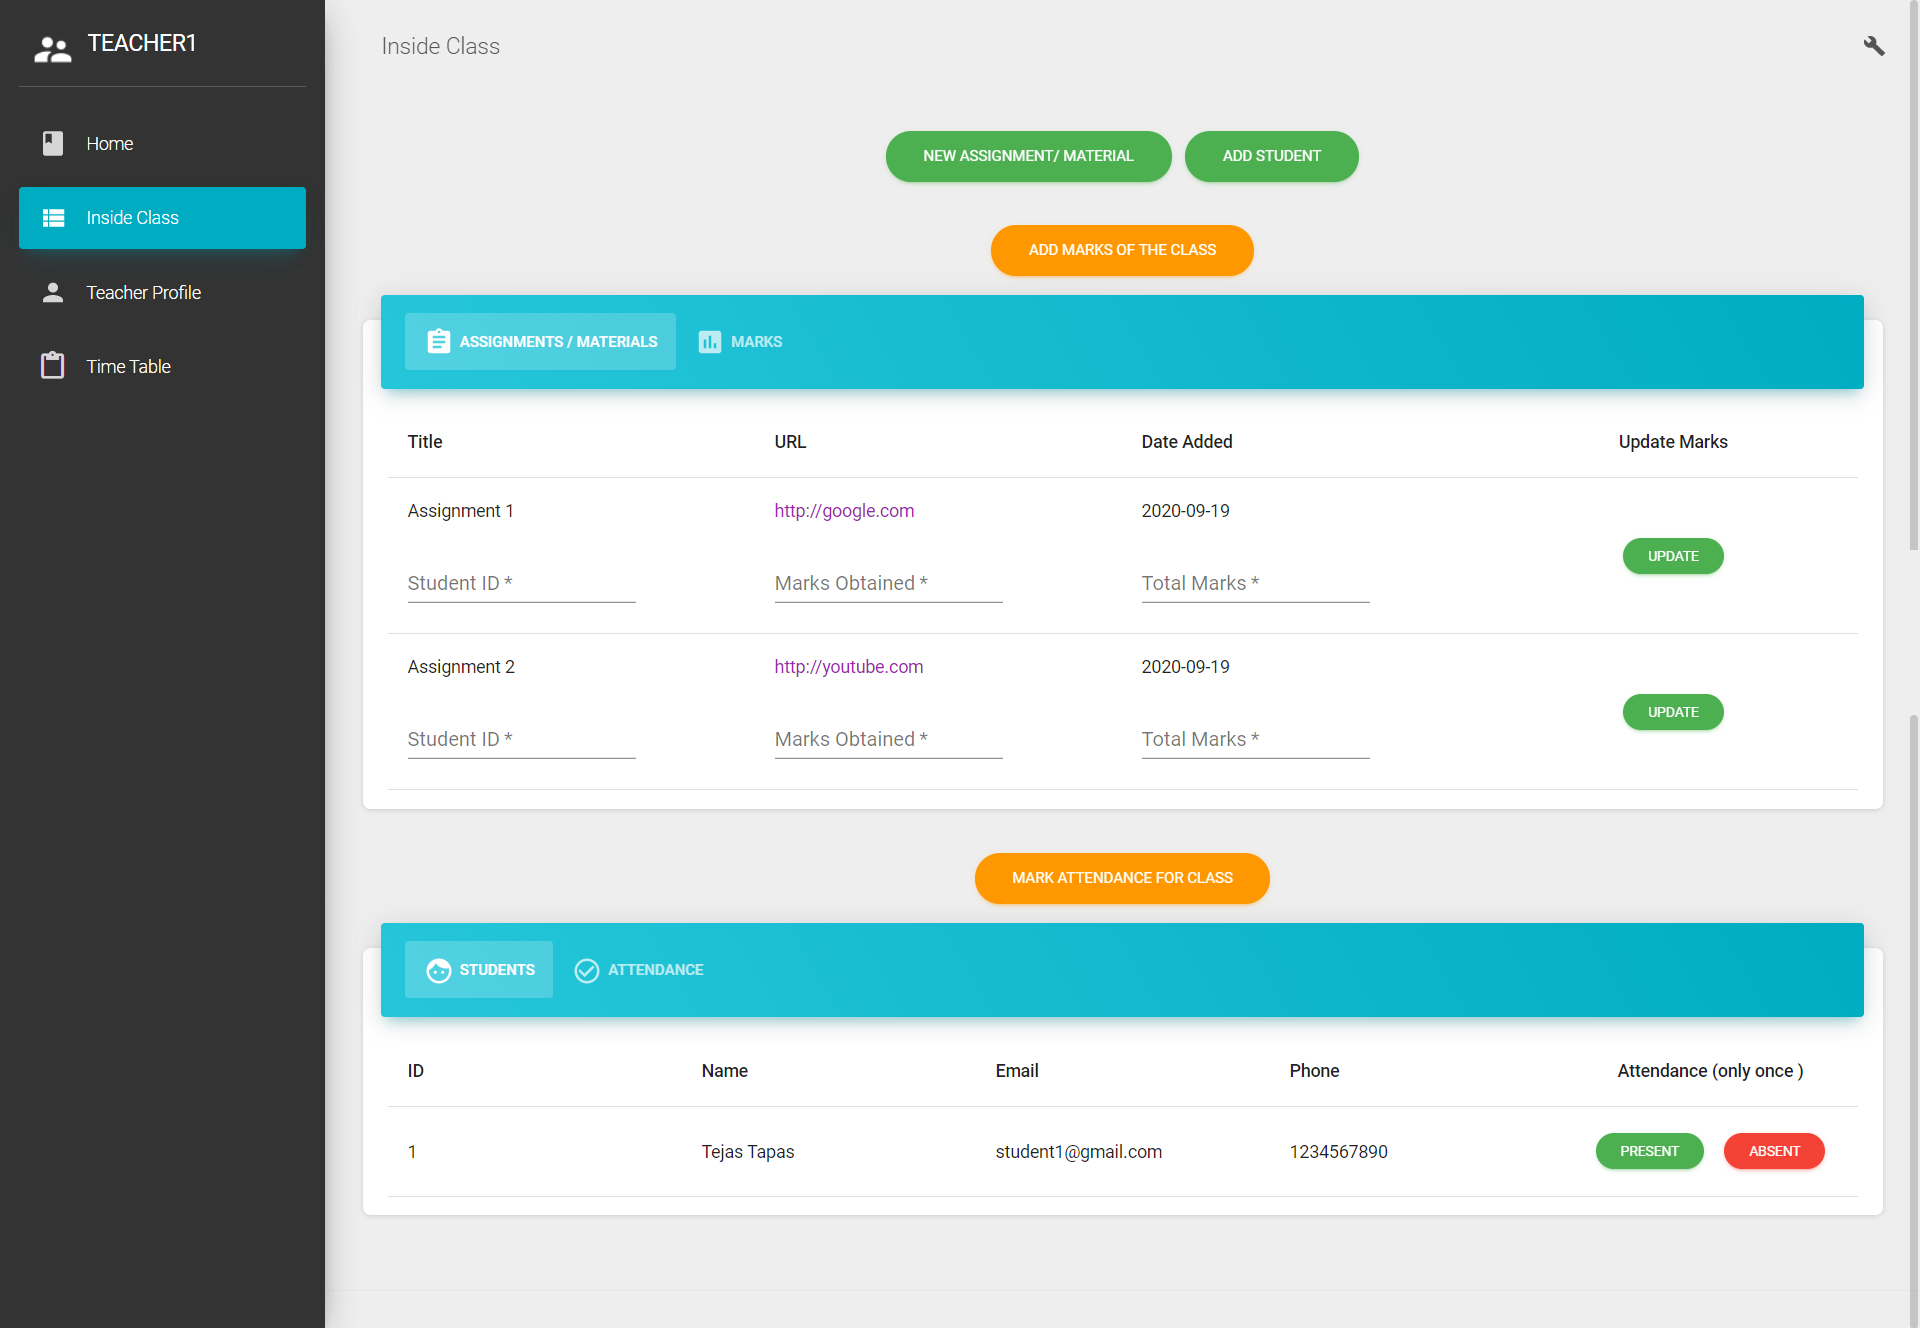 TEACHER1
Home
Inside Class
Teacher Profile
Time Table
Inside Class
NEW ASSIGNMENT/ MATERIAL
ADD STUDENT
ADD MARKS OF THE CLASS
ASSIGNMENTS / MATERIALS
MARKS
Title URL Date Added Update Marks
Assignment 1 http://google.com 2020-09-19
UPDATE
Student ID * Marks Obtained * Total Marks *
Assignment 2 http://youtube.com 2020-09-19
UPDATE
Student ID * Marks Obtained * Total Marks *
MARK ATTENDANCE FOR CLASS
STUDENTS
ATTENDANCE
ID Name Email Phone Attendance (only once )
1 Tejas Tapas student1@gmail.com 1234567890 PRESENT ABSENT